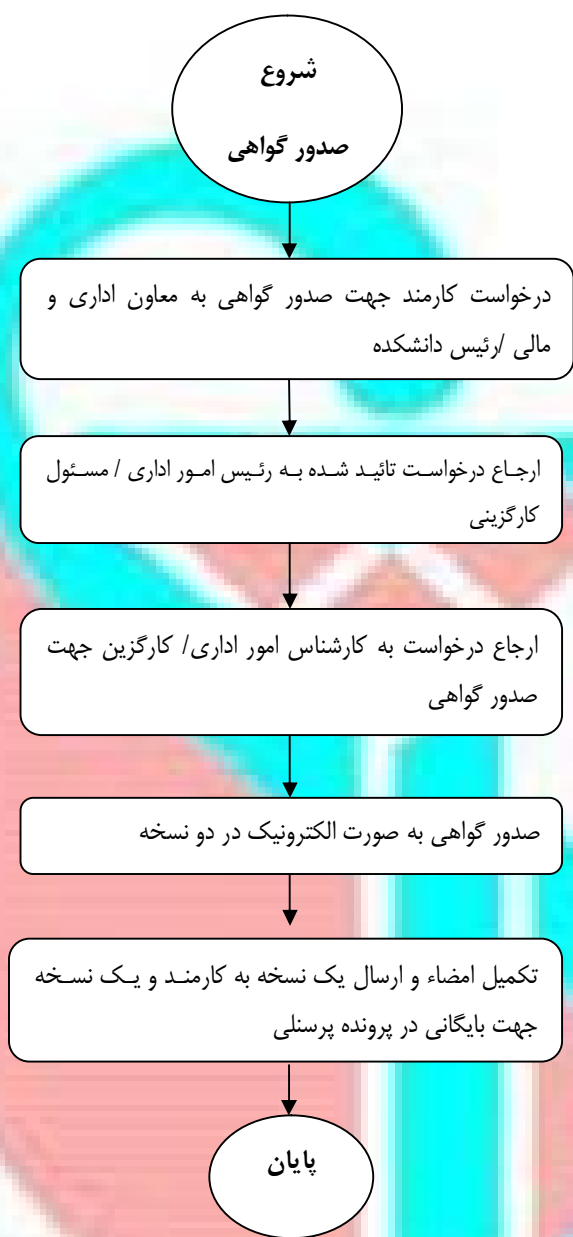 شروع
صدور گواهی
درخواست کارمند جهت صدور گواهی به معاون اداری و
مالی /رئیس دانشکده
ارجاع درخواست تائید شده به رئیس امور اداری / مسئول
کارگزینی
ارجاع درخواست به کارشناس امور اداری/ کارگزین جهت
صدور گواهی
صدور گواهی به صورت الکترونیک در دو نسخه
تکمیل امضاء و ارسال یک نسخه به کارمند و یک نسخه
جهت بایگانی در پرونده پرسنلی
پایان